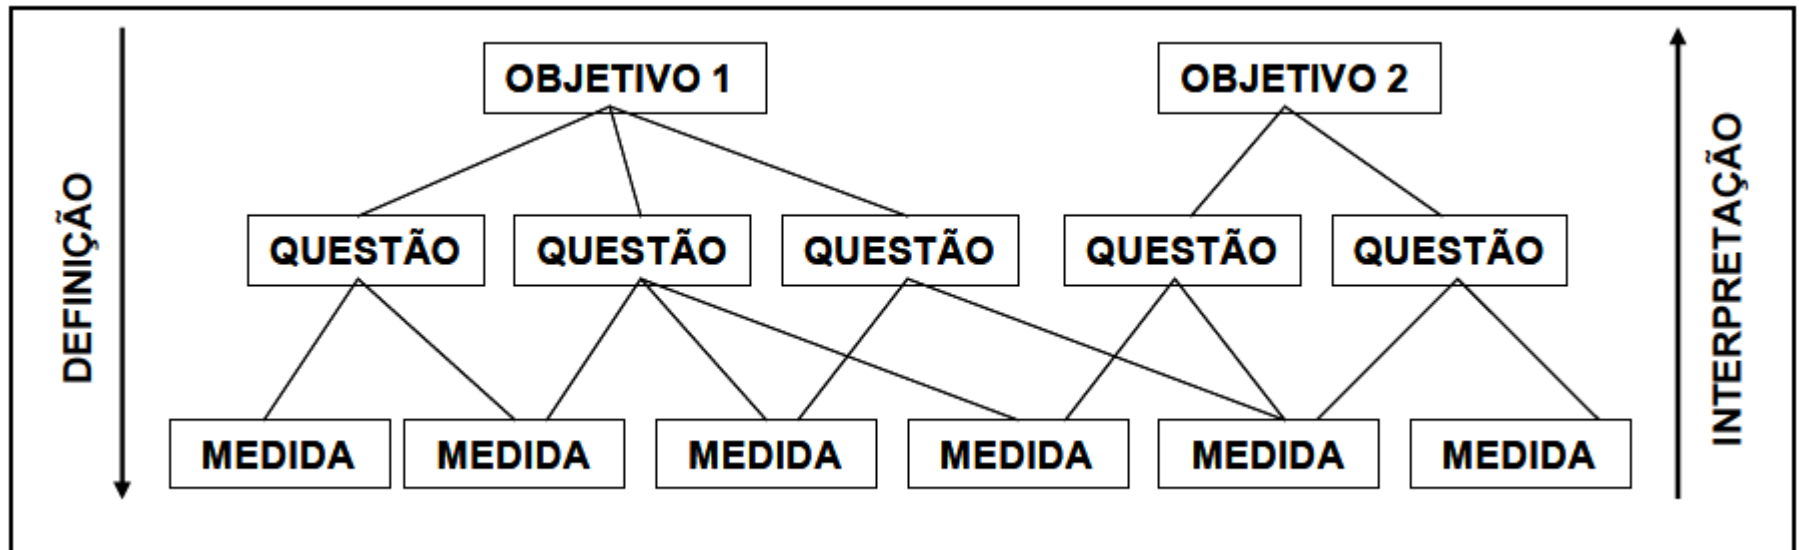 OBJETIVO 1
OBJETIVO 2
DEFINIÇÃO
QUESTÃO
QUESTÃO
QUESTÃO
QUESTÃO
QUESTÃO
INTERPRETAÇÃO
MEDIDA
MEDIDA
MEDIDA
MEDIDA
MEDIDA
MEDIDA